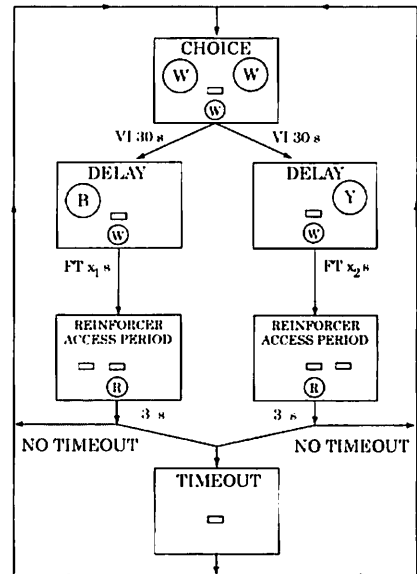 CHOICE
W W
W
VI 30 s VI 30 s
DELAY DELAY
R Y
W W
FT x₁ s FT x₂ s
REINFORCER REINFORCER
ACCESS PERIOD ACCESS PERIOD
R R
3 s 3 s
NO TIMEOUT NO TIMEOUT
TIMEOUT